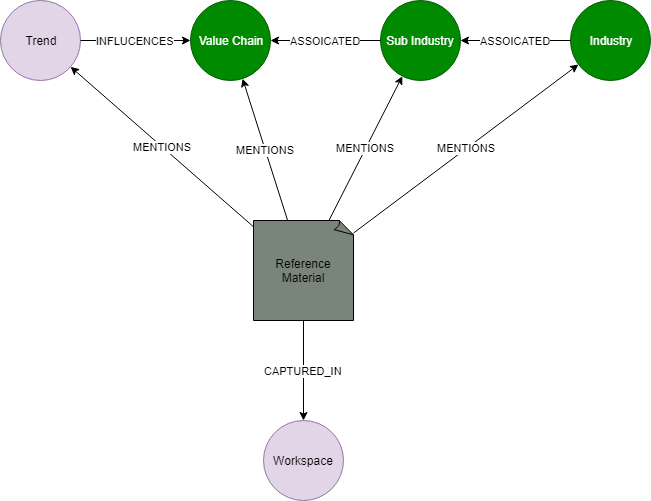 Trend
INFLUCENCES
Value Chain
ASSOICATED
Sub Industry
ASSOICATED
Industry
MENTIONS
MENTIONS
MENTIONS
MENTIONS
Reference
Material
CAPTURED_IN
Workspace